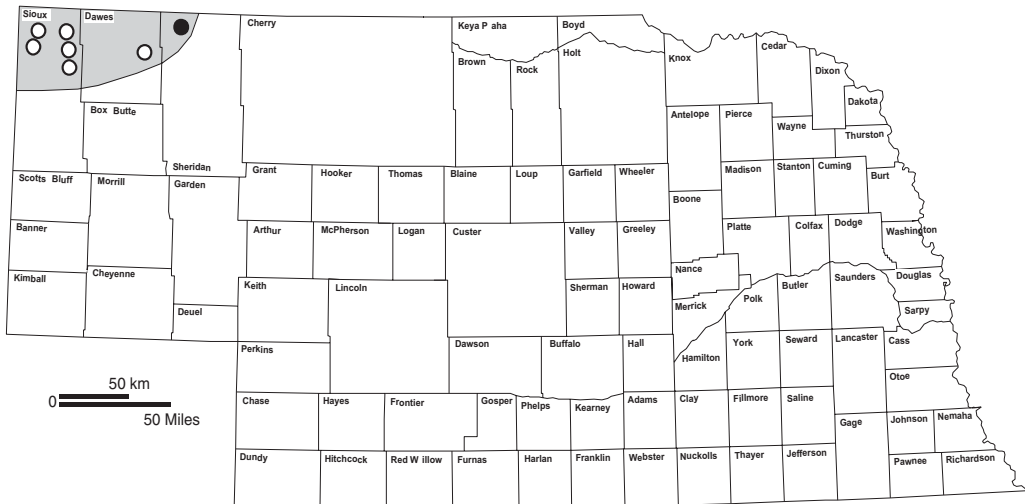 Sioux
Dawes
Cherry
Keya P aha
Boyd
Brown
Rock
Holt
Knox
Cedar
Dixon
Dakota
Box Butte
Sheridan
Antelope
Pierce
Wayne
Thurston
Scotts Bluff
Morrill
Garden
Grant
Hooker
Thomas
Blaine
Loup
Garfield
Wheeler
Madison
Stanton
Cuming
Burt
Boone
Banner
Arthur
McPherson
Logan
Custer
Valley
Greeley
Platte
Colfax
Dodge
Washington
Kimball
Cheyenne
Keith
Lincoln
Sherman
Howard
Nance
Merrick
Polk
Butler
Saunders
Douglas
Sarpy
Deuel
Perkins
Dawson
Buffalo
Hall
Hamilton
York
Seward
Lancaster
Cass
Otoe
50 km
0
50 Miles
Chase
Hayes
Frontier
Gosper
Phelps
Kearney
Adams
Clay
Fillmore
Saline
Gage
Johnson
Nemaha
Dundy
Hitchcock
Red W illow
Furnas
Harlan
Franklin
Webster
Nuckolls
Thayer
Jefferson
Pawnee
Richardson